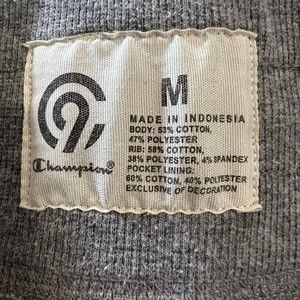 C9
Champion
M
MADE IN INDONESIA
BODY: 53% COTTON,
47% POLYESTER
RIB: 58% COTTON,
38% POLYESTER, 4% SPANDEX
POCKET LINING:
60% COTTON, 40% POLYESTER
EXCLUSIVE OF DECORATION